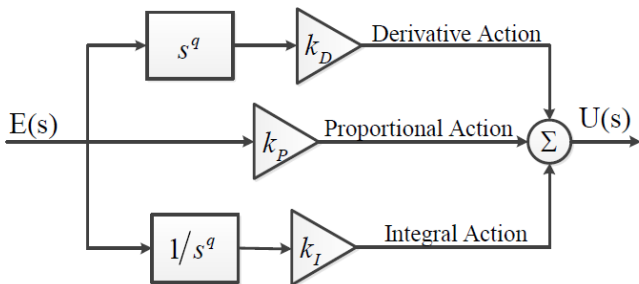 s^q
k_D
Derivative Action
E(s)
k_P
Proportional Action
Σ
U(s)
1/s^q
k_I
Integral Action